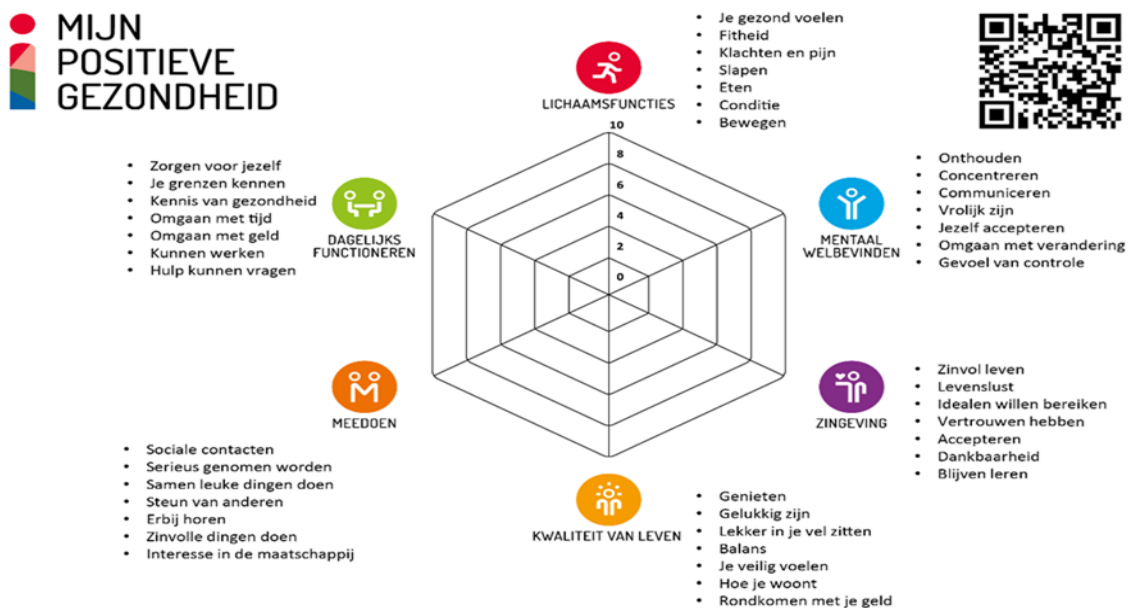 MIJN
POSITIEVE
GEZONDHEID
• Je gezond voelen
• Fitheid
• Klachten en pijn
• Slapen
• Eten
• Conditie
• Bewegen
LICHAAMSFUNCTIES
10
8
6
4
2
0
• Onthouden
• Concentreren
• Communiceren
• Vrolijk zijn
• Jezelf accepteren
• Omgaan met verandering
• Gevoel van controle
MENTAAL
WELBEVINDEN
• Zinvol leven
• Levenslust
• Idealen willen bereiken
• Vertrouwen hebben
• Accepteren
• Dankbaarheid
• Blijven leren
ZINGEVING
• Genieten
• Gelukkig zijn
• Lekker in je vel zitten
• Balans
• Je veilig voelen
• Hoe je woont
• Rondkomen met je geld
KWALITEIT VAN LEVEN
• Sociale contacten
• Serieus genomen worden
• Samen leuke dingen doen
• Steun van anderen
• Erbij horen
• Zinvolle dingen doen
• Interesse in de maatschappij
MEEDOEN
• Zorgen voor jezelf
• Je grenzen kennen
• Kennis van gezondheid
• Omgaan met tijd
• Omgaan met geld
• Kunnen werken
• Hulp kunnen vragen
DAGELIJKS
FUNCTIONEREN